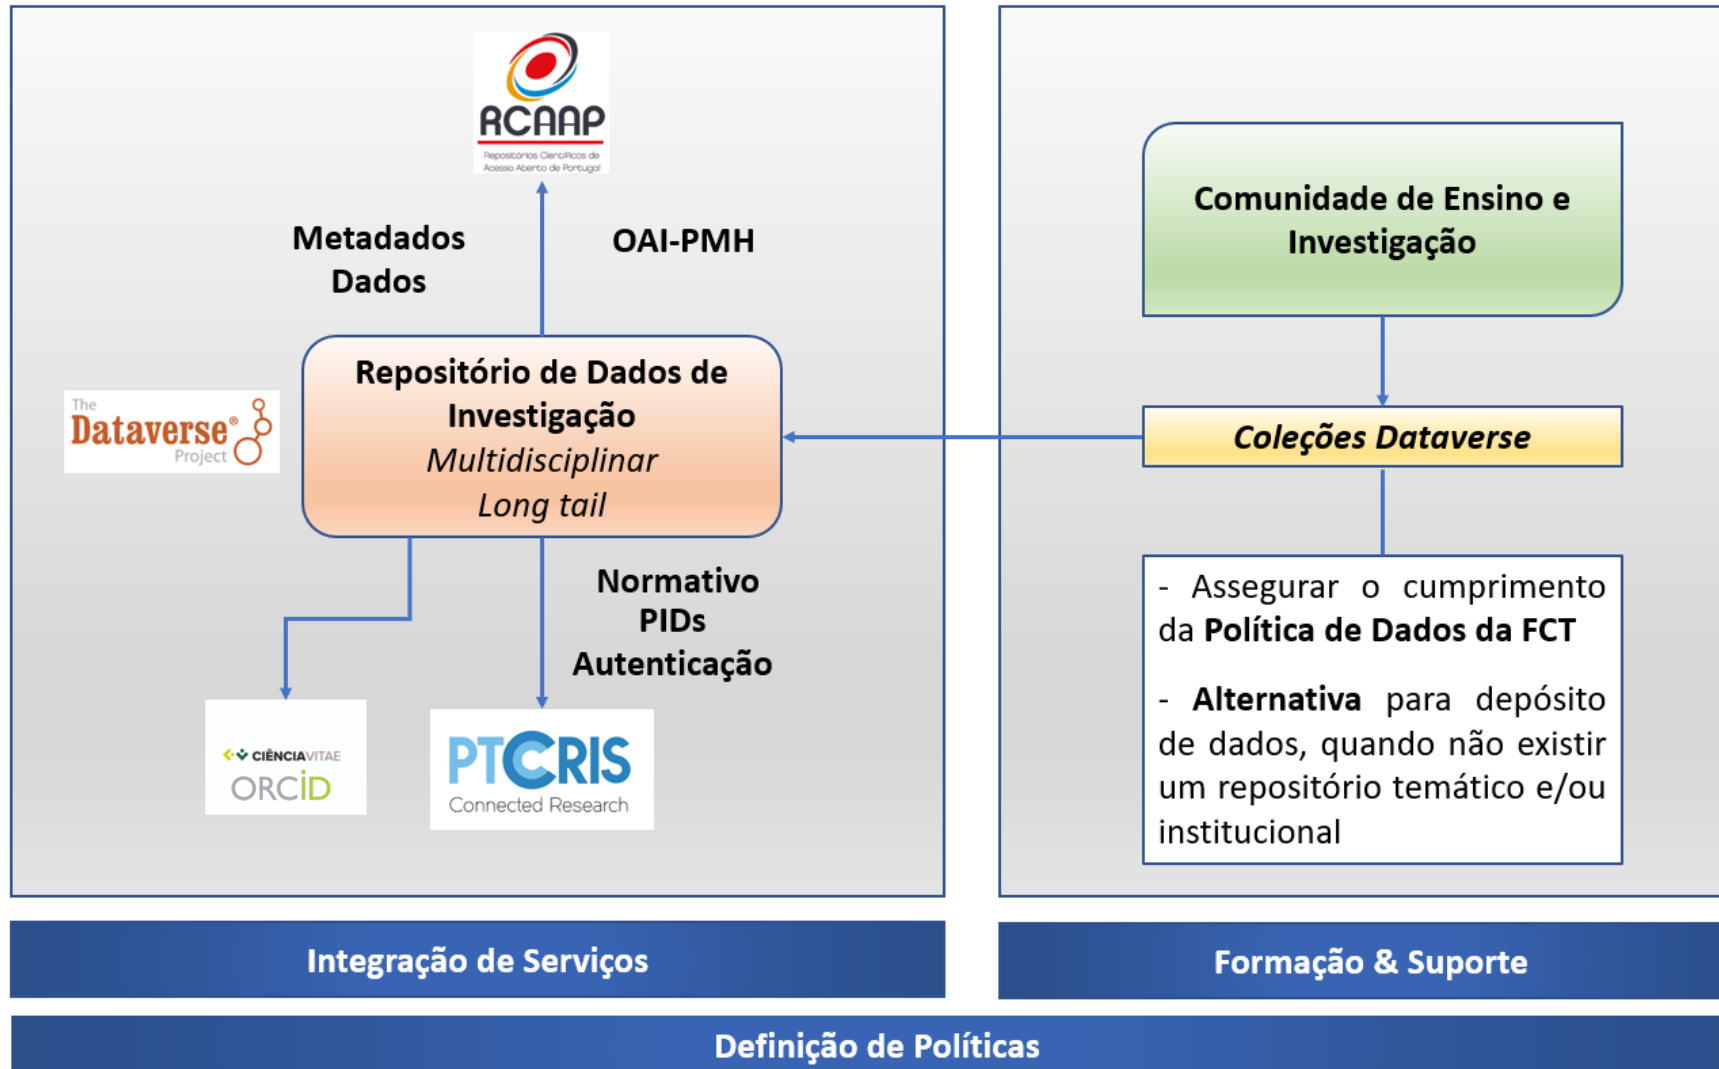 RCAAP
Repositórios Científicos de
Acesso Aberto de Portugal
Metadados
Dados
OAI-PMH
The
Dataverse®
Project
Repositório de Dados de
Investigação
Multidisciplinar
Long tail
Normativo
PIDs
Autenticação
CIÊNCIAVITAE
ORCiD
PTCRIS
Connected Research
Integração de Serviços
Comunidade de Ensino e
Investigação
Coleções Dataverse
- Assegurar o cumprimento
da Política de Dados da FCT
- Alternativa para depósito
de dados, quando não existir
um repositório temático e/ou
institucional
Formação & Suporte
Definição de Políticas